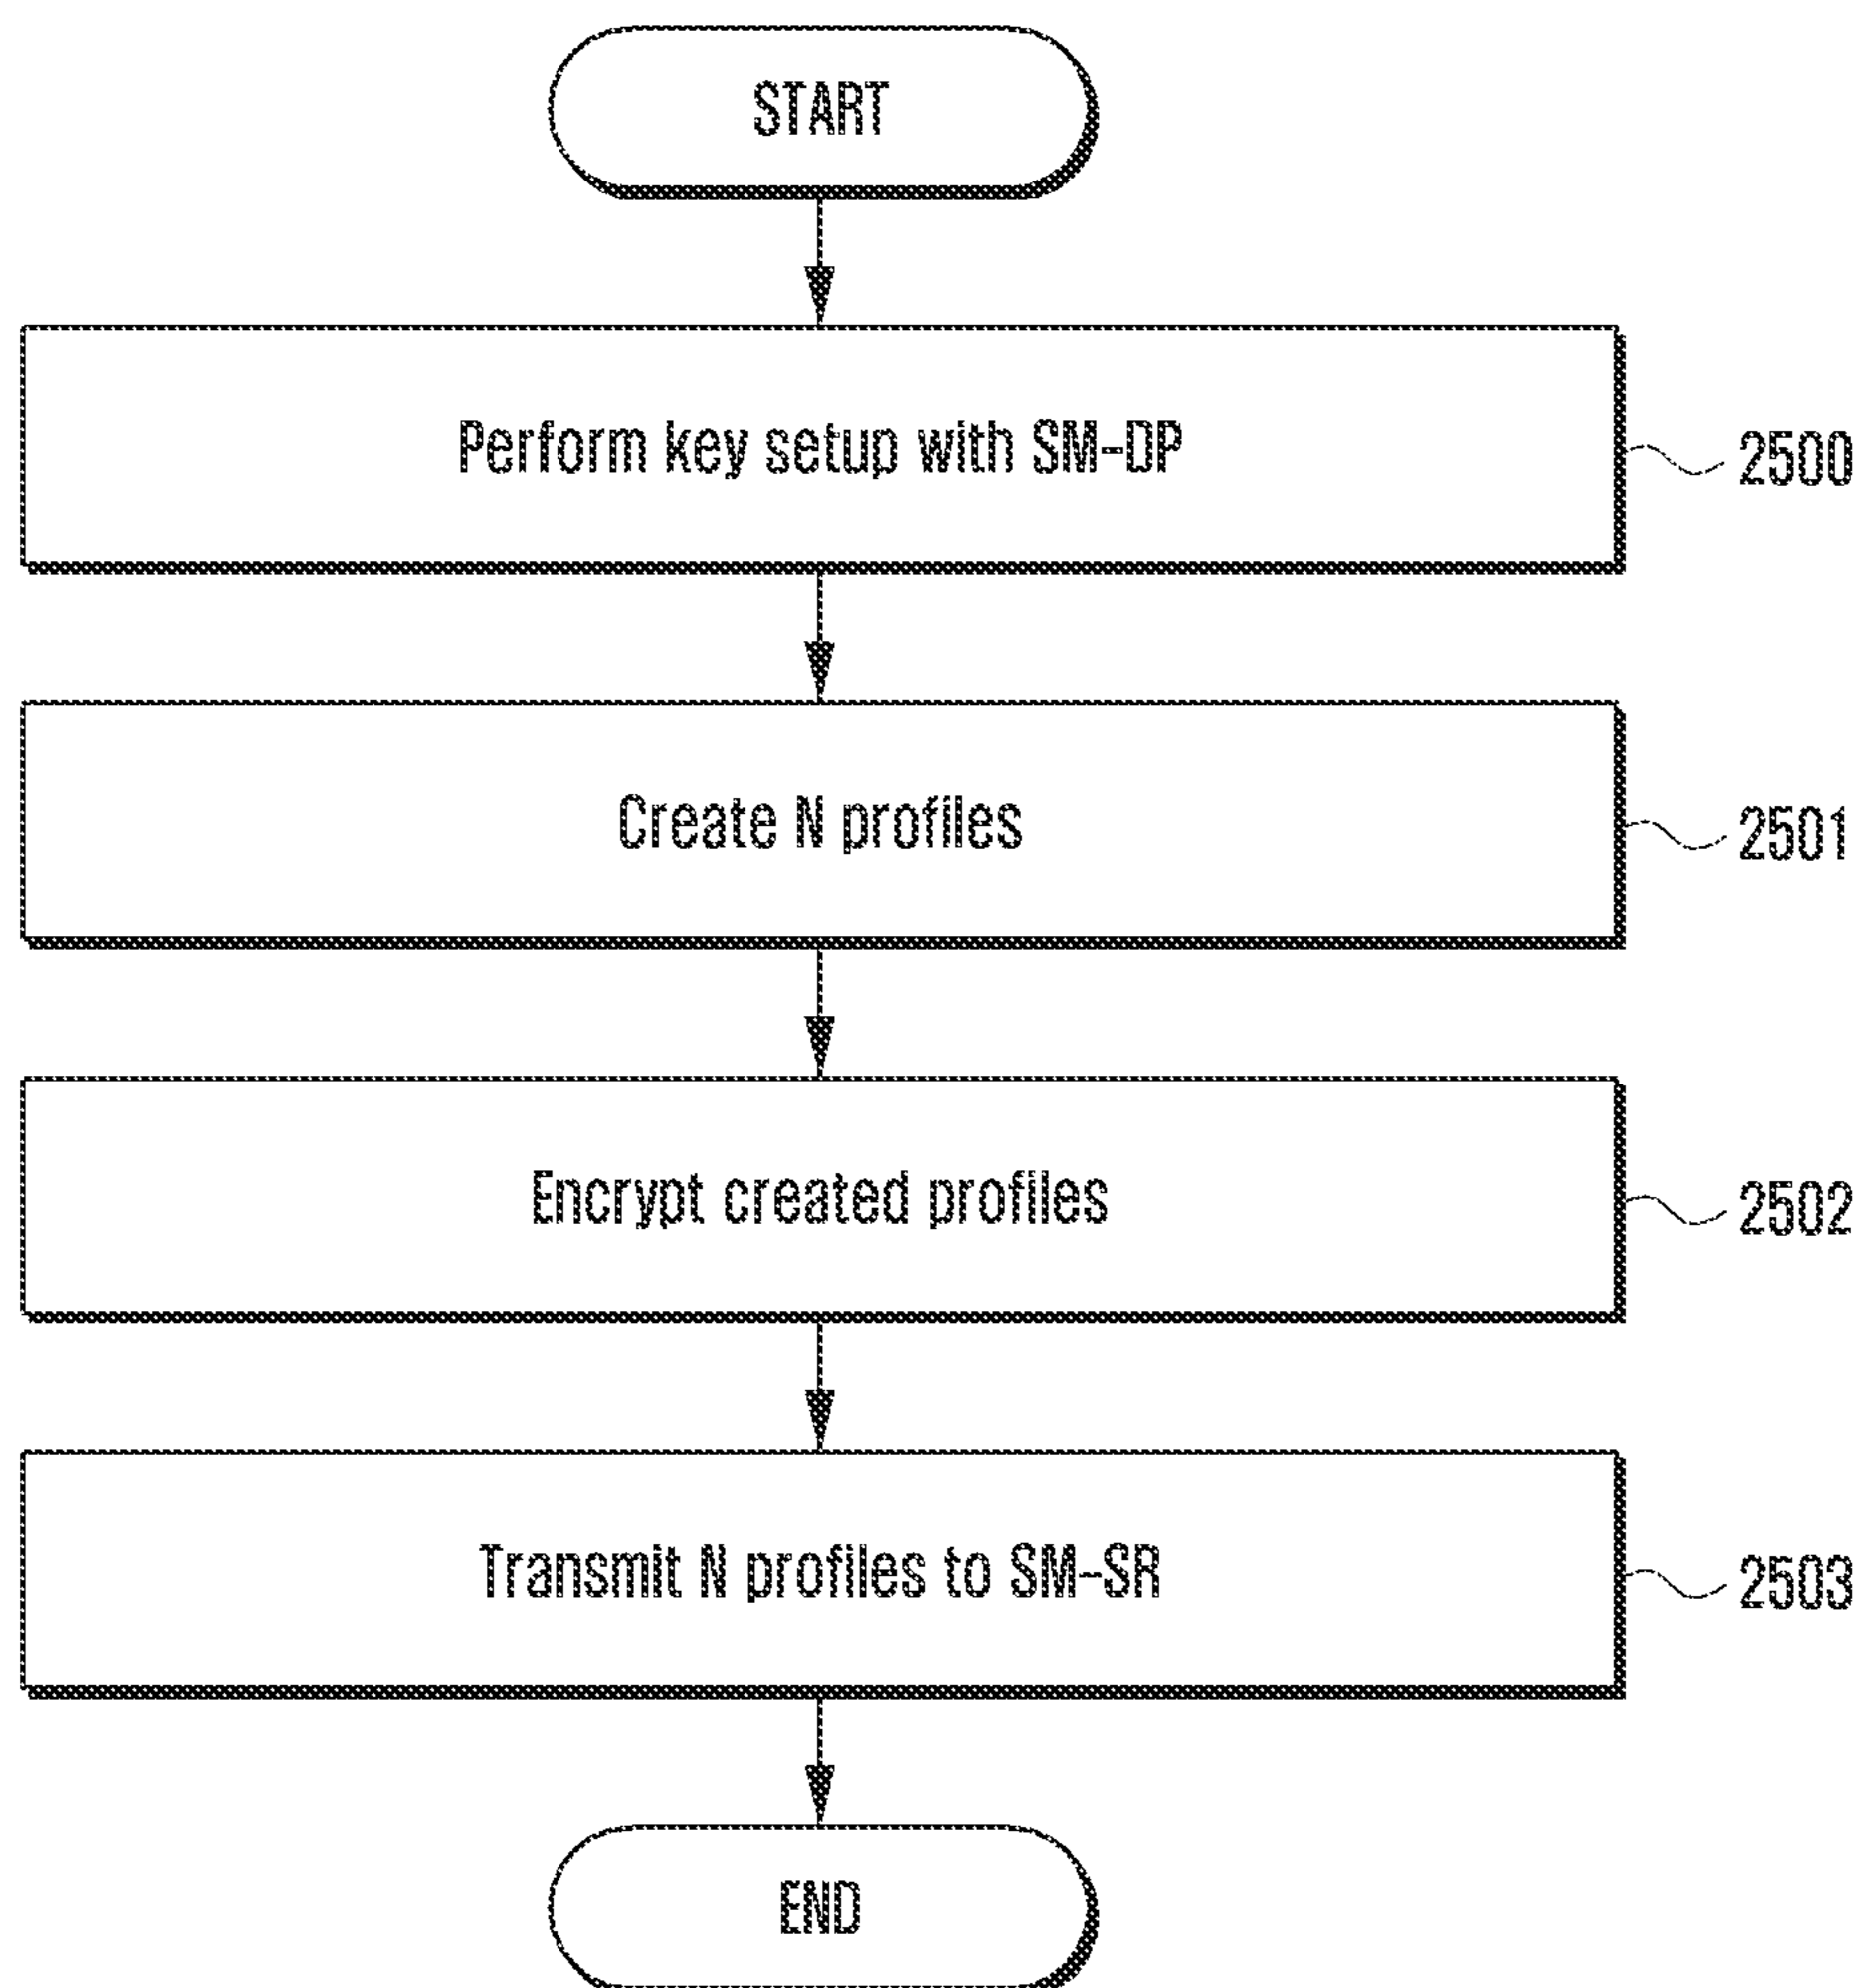 START
Perform key setup with SM-DP
2500
Create N profiles
2501
Encrypt created profiles
2502
Transmit N profiles to SM-SR
2503
END